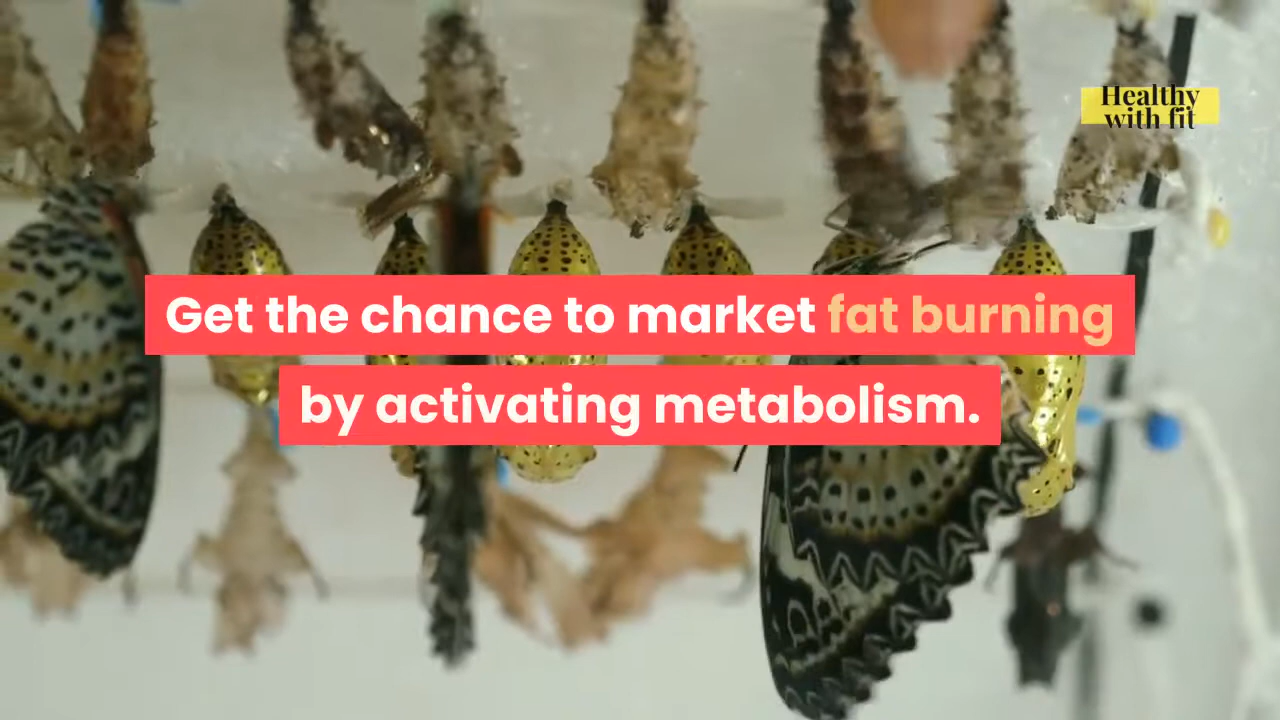 Healthy
with fit
Get the chance to market fat burning
by activating metabolism.